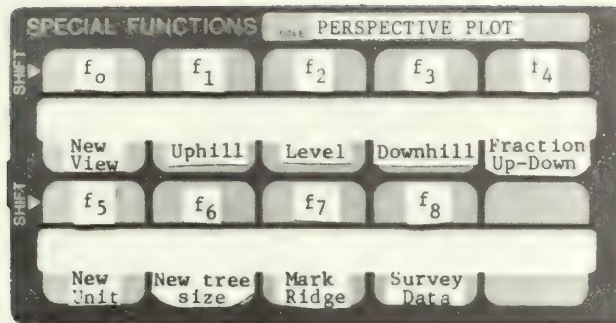 SPECIAL FUNCTIONS PERSPECTIVE PLOT
SHIFT f₀ f₁ f₂ f₃ f₄
New Uphill Level Downhill Fraction
View Up-Down
SHIFT f₅ f₆ f₇ f₈
New New tree Mark Survey
Unit size Ridge Data